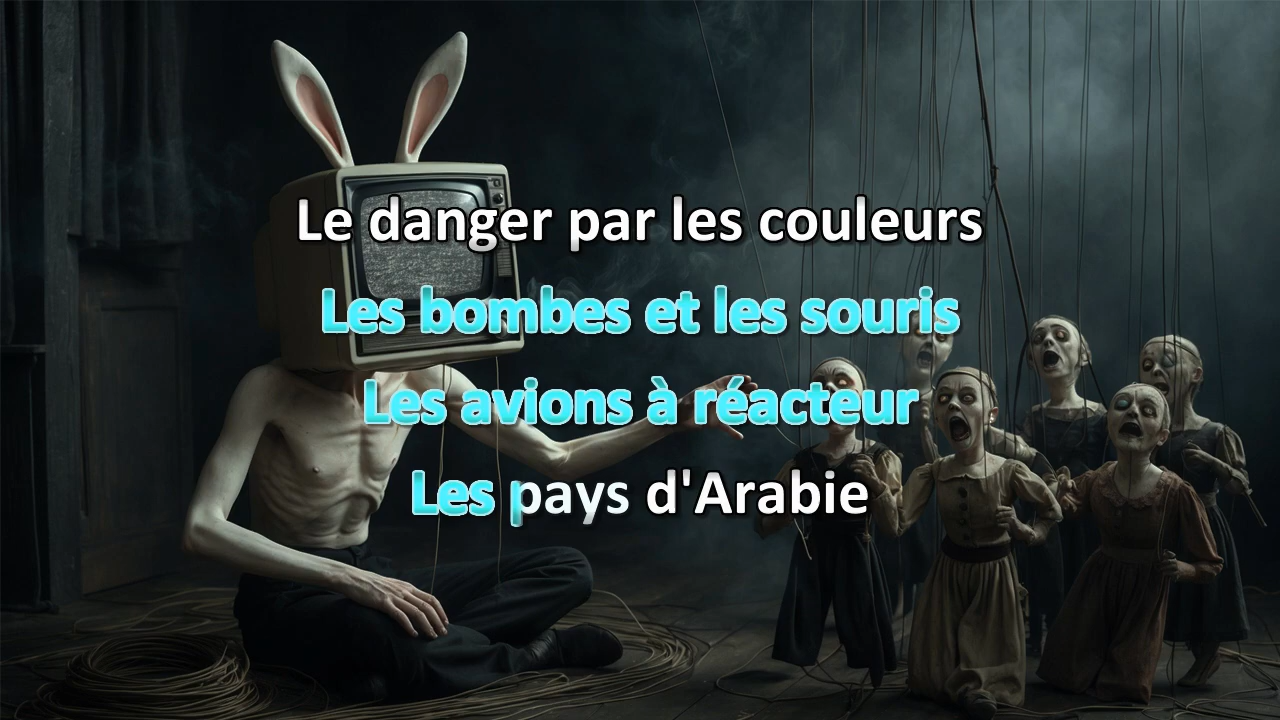 Le danger par les couleurs
Les bombes et les souris
Les avions à réacteur
Les pays d'Arabie